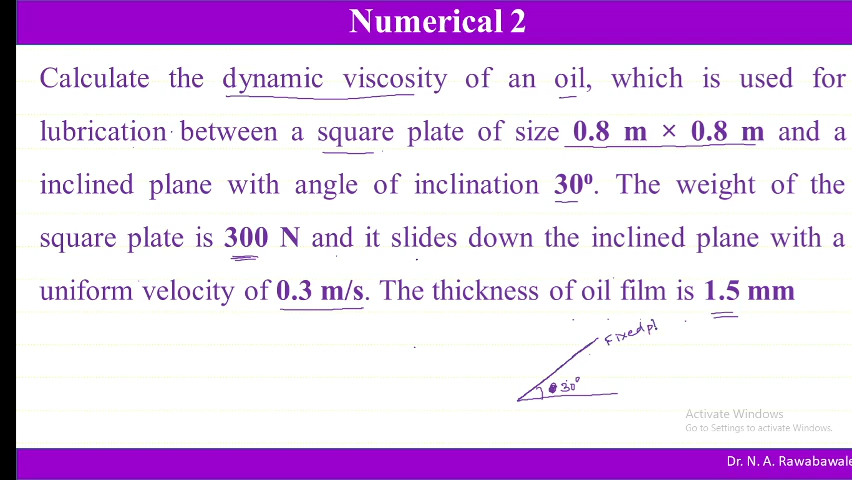 Numerical 2
Calculate the dynamic viscosity of an oil, which is used for
lubrication between a square plate of size 0.8 m × 0.8 m and a
inclined plane with angle of inclination 30⁰. The weight of the
square plate is 300 N and it slides down the inclined plane with a
uniform velocity of 0.3 m/s. The thickness of oil film is 1.5 mm
Fixed pl
30°
Activate Windows
Go to Settings to activate Windows.
Dr. N. A. Rawabawale